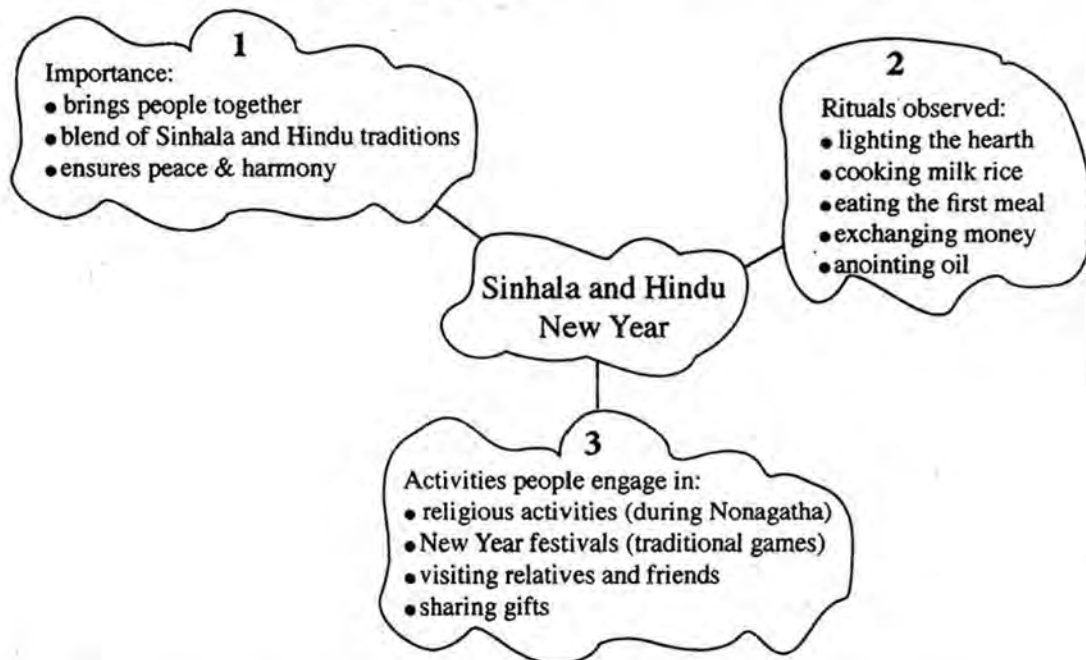 1
Importance:
● brings people together
● blend of Sinhala and Hindu traditions
● ensures peace & harmony
2
Rituals observed:
● lighting the hearth
● cooking milk rice
● eating the first meal
● exchanging money
● anointing oil
Sinhala and Hindu
New Year
3
Activities people engage in:
● religious activities (during Nonagatha)
● New Year festivals (traditional games)
● visiting relatives and friends
● sharing gifts